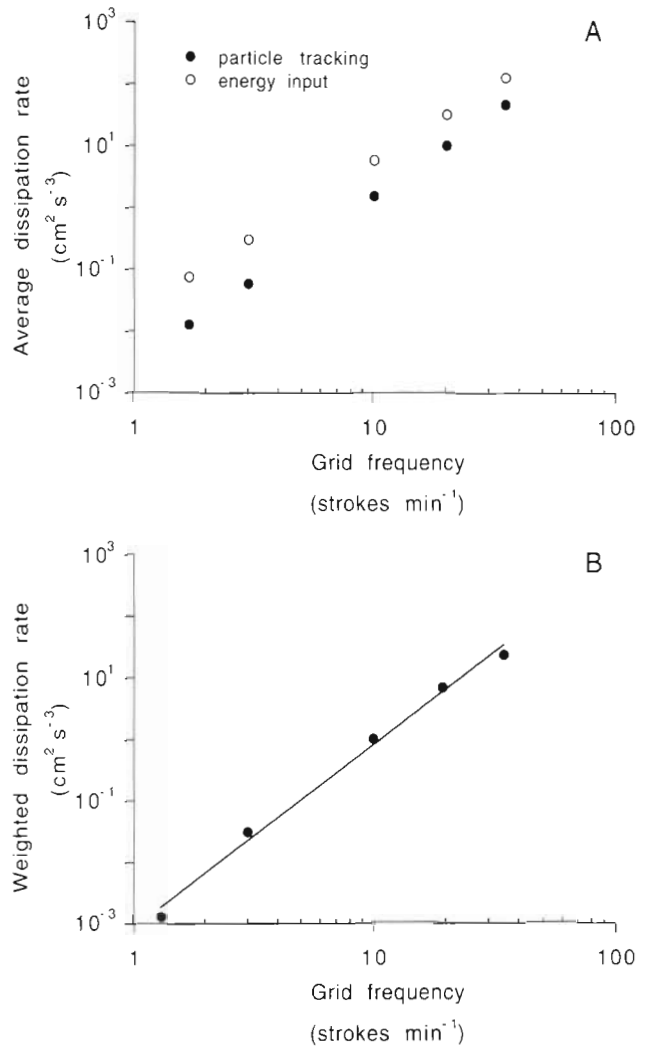 A
10³
10¹
10⁻¹
10⁻³
Average dissipation rate
(cm² s⁻³)
● particle tracking
○ energy input
1 10 100
Grid frequency
(strokes min⁻¹)
B
10³
10¹
10⁻¹
10⁻³
Weighted dissipation rate
(cm² s⁻³)
1 10 100
Grid frequency
(strokes min⁻¹)